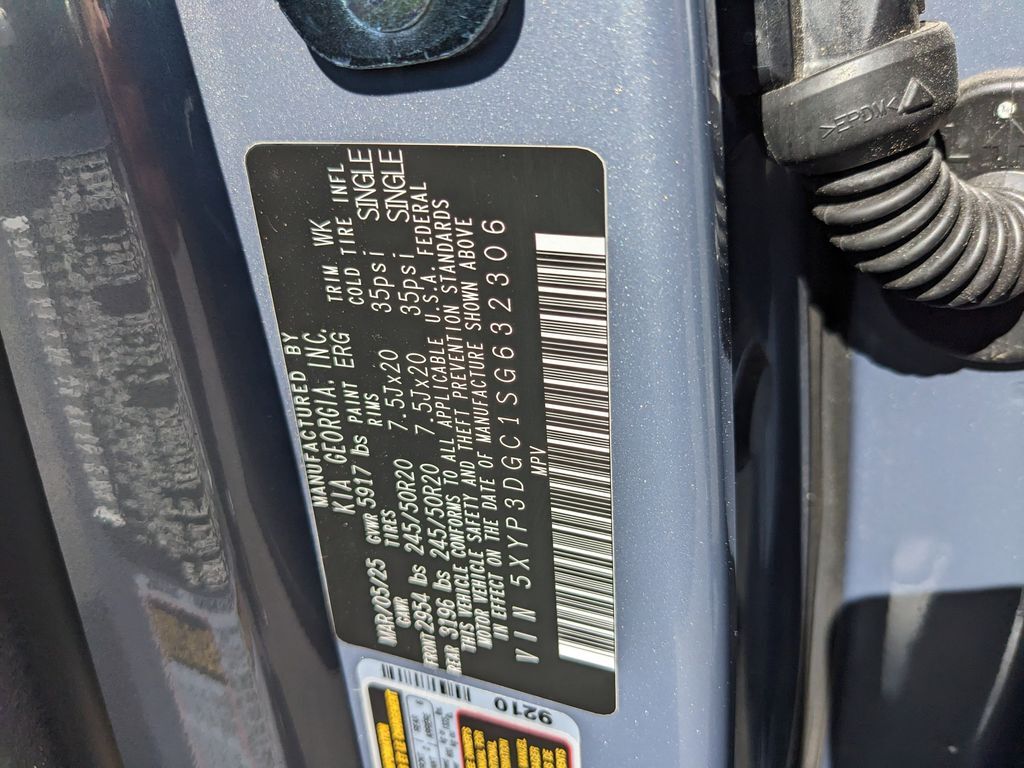 MANUFACTURED BY
KIA GEORGIA. INC.
MAR/05/25 GVWR 5917 lbs PAINT ERG TRIM WK
GAWR TIRES RIMS COLD TIRE INFL
FRONT 2954 lbs 245/50R20 7.5Jx20 35psi SINGLE
REAR 3196 lbs 245/50R20 7.5Jx20 35psi SINGLE
THIS VEHICLE CONFORMS TO ALL APPLICABLE U.S.A. FEDERAL
MOTOR VEHICLE SAFETY AND THEFT PREVENTION STANDARDS
IN EFFECT ON THE DATE OF MANUFACTURE SHOWN ABOVE
VIN 5XYP3DGC1SG632306
MPV
9210
>EPDM<